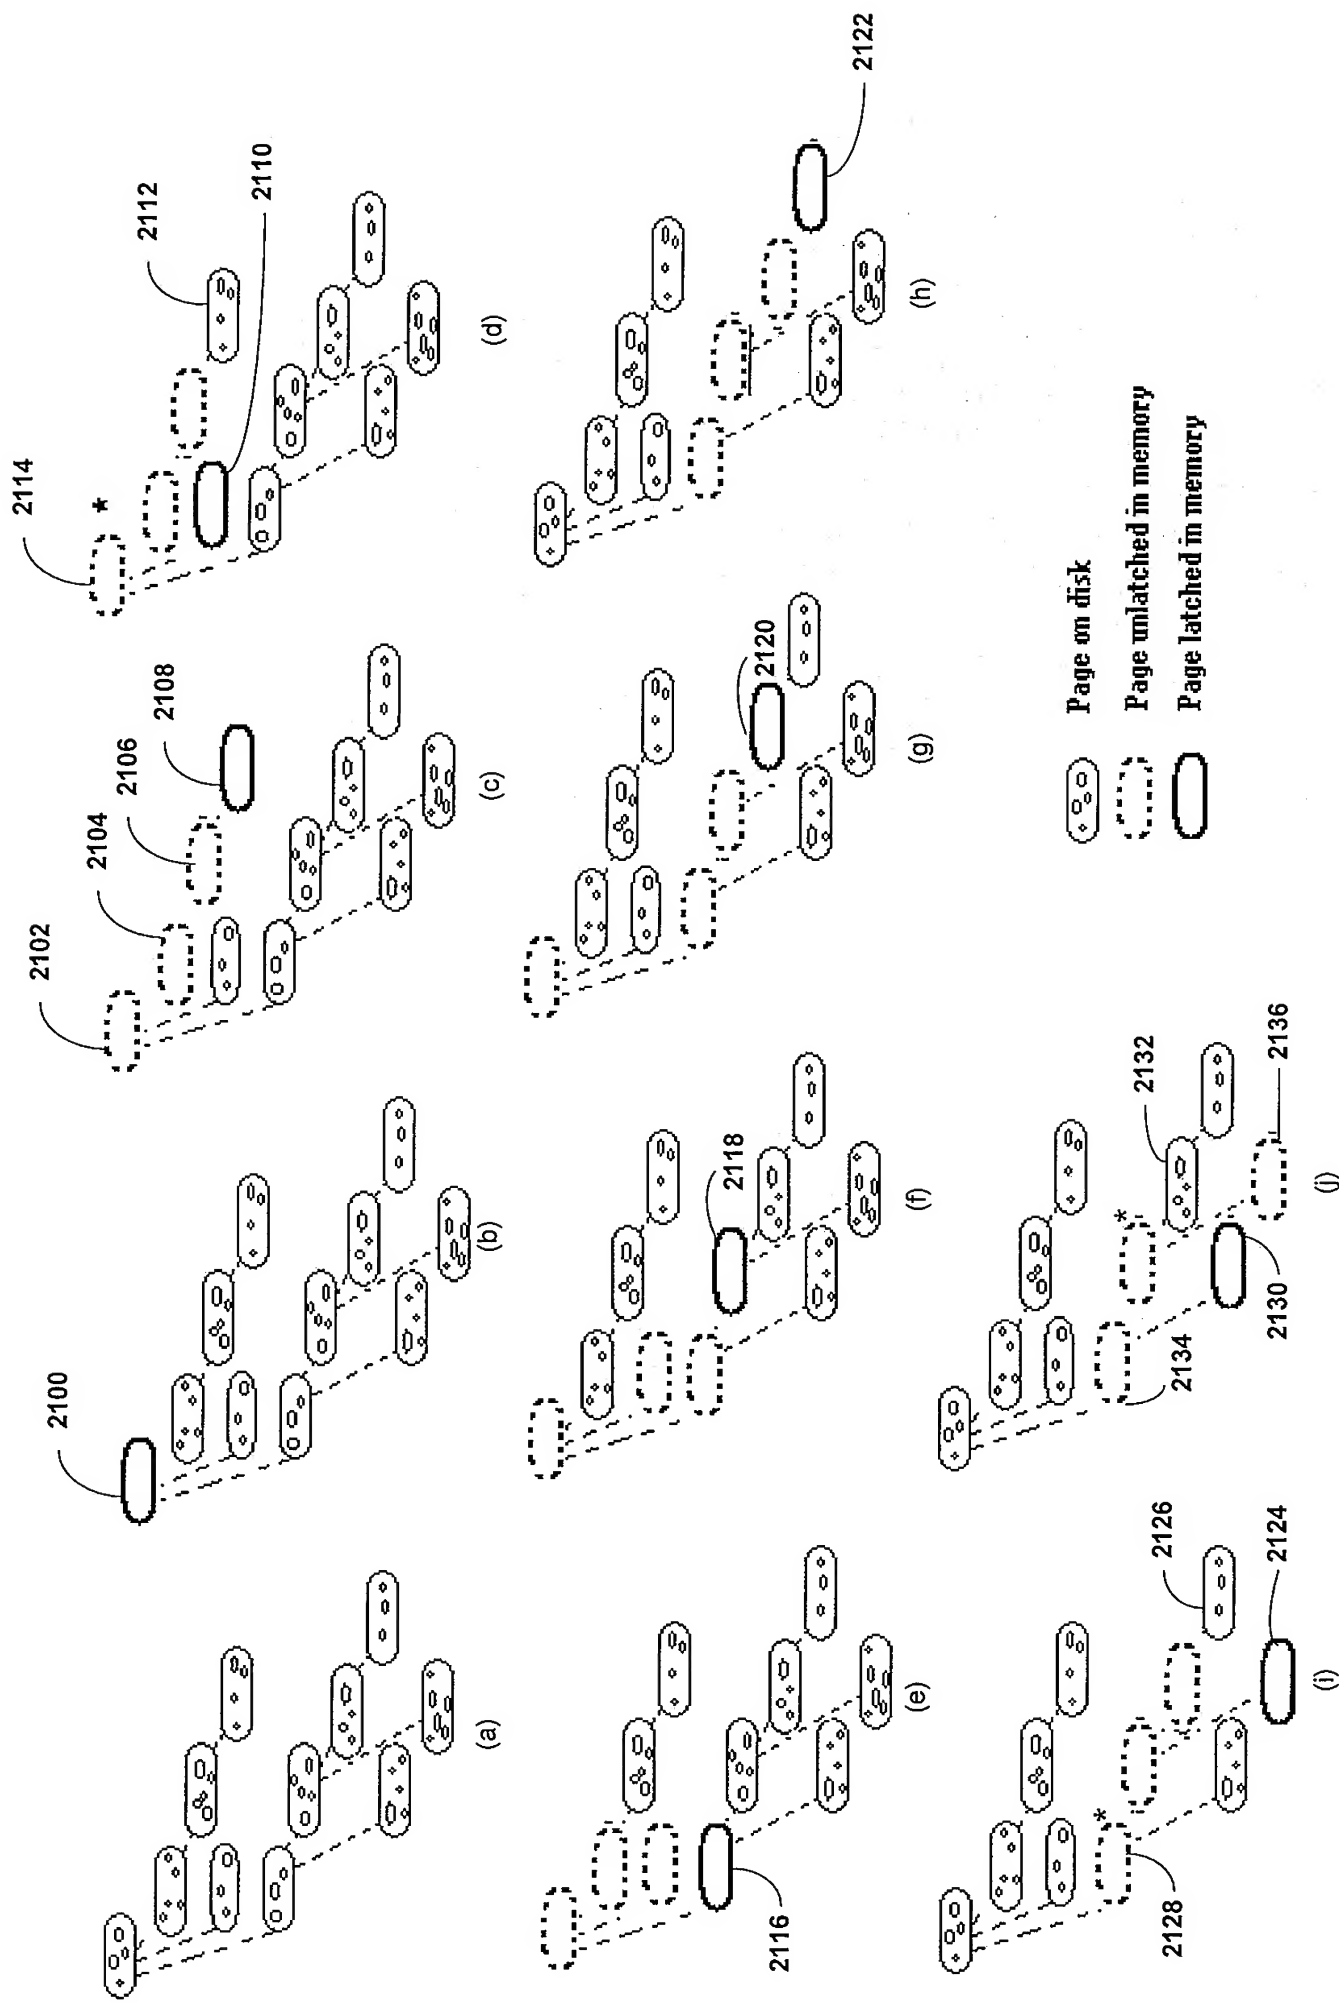 2100
2102
2104
2106
2108
2114
*
2112
2110
(a)
(b)
(c)
(d)
2116
2118
2120
2122
(e)
(f)
(g)
(h)
*
2128
2126
2124
*
2134
2132
2130
2136
(i)
(j)
Page on disk
Page unlatched in memory
Page latched in memory